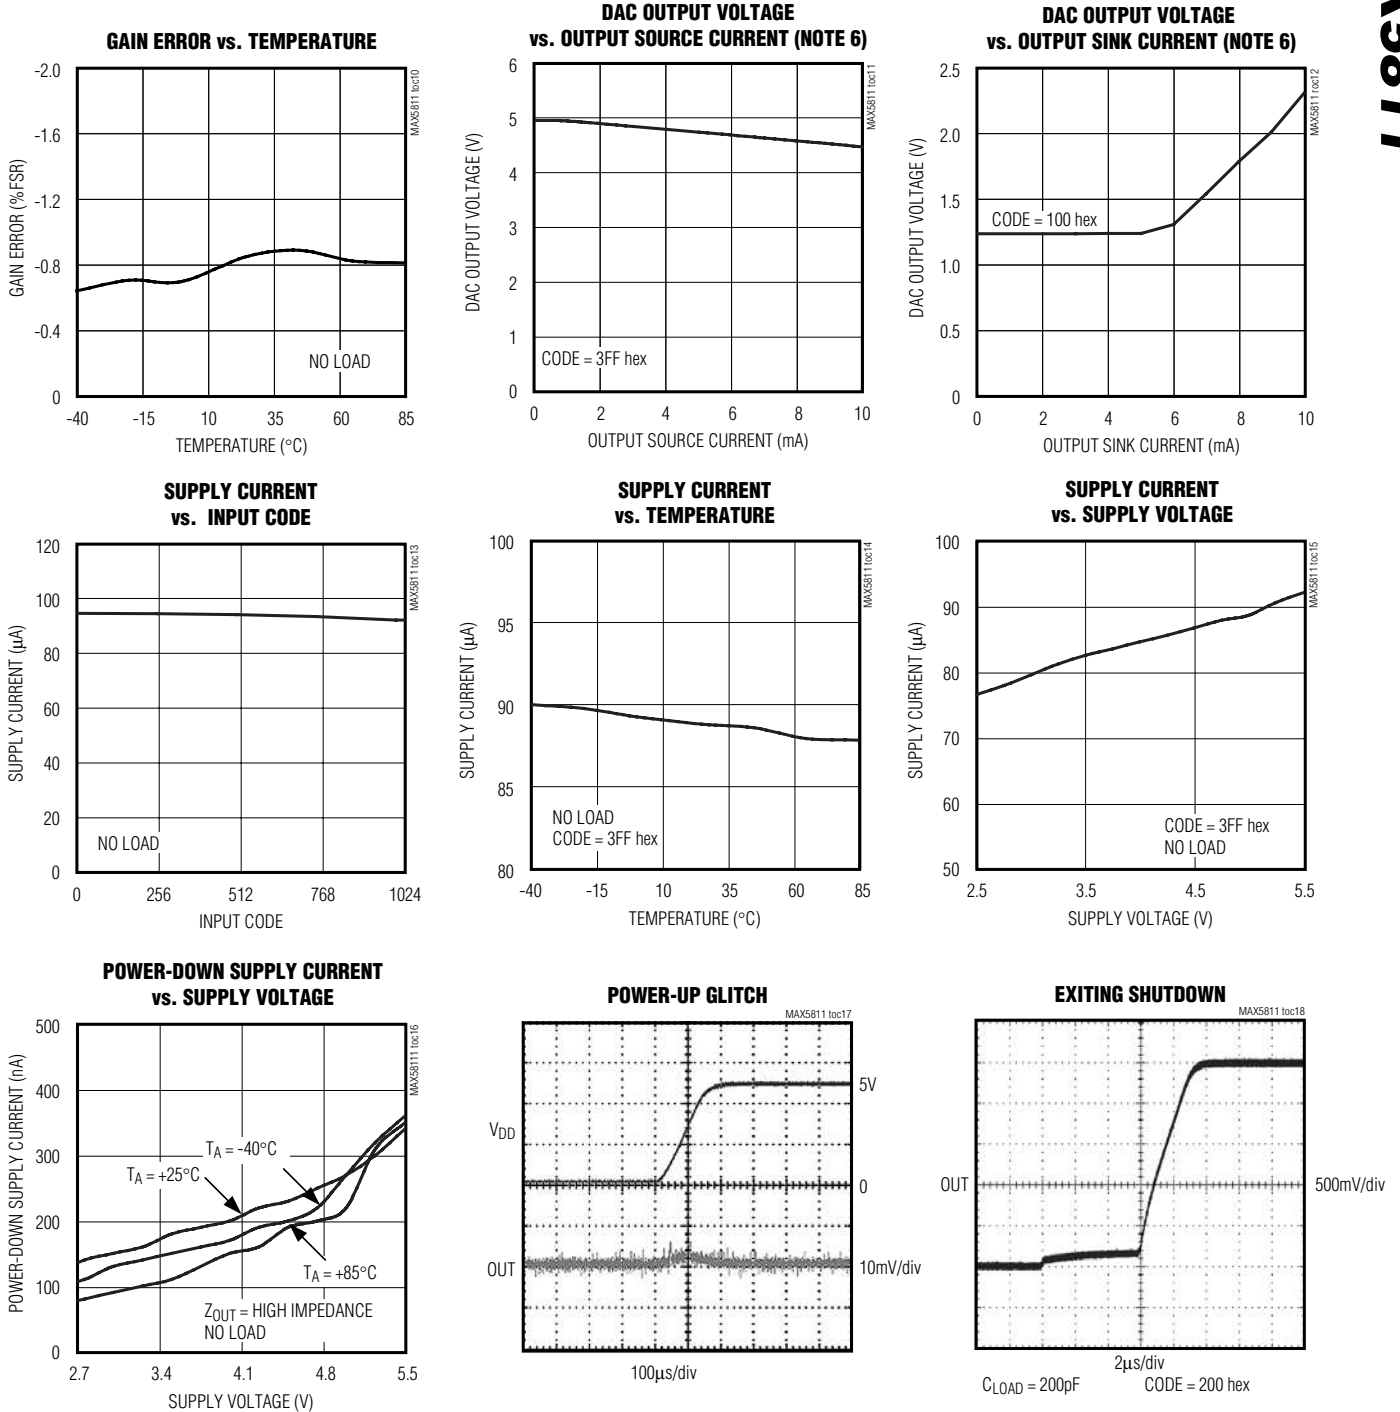 GAIN ERROR vs. TEMPERATURE
MAX5811 toc10
-2.0
-1.6
-1.2
-0.8
-0.4
0
GAIN ERROR (%FSR)
NO LOAD
-40 -15 10 35 60 85
TEMPERATURE (°C)
DAC OUTPUT VOLTAGE
vs. OUTPUT SOURCE CURRENT (NOTE 6)
MAX5811 toc11
6
5
4
3
2
1
0
DAC OUTPUT VOLTAGE (V)
CODE = 3FF hex
0 2 4 6 8 10
OUTPUT SOURCE CURRENT (mA)
DAC OUTPUT VOLTAGE
vs. OUTPUT SINK CURRENT (NOTE 6)
MAX5811 toc12
2.5
2.0
1.5
1.0
0.5
0
DAC OUTPUT VOLTAGE (V)
CODE = 100 hex
0 2 4 6 8 10
OUTPUT SINK CURRENT (mA)
SUPPLY CURRENT
vs. INPUT CODE
MAX5811 toc13
120
100
80
60
40
20
0
SUPPLY CURRENT (µA)
NO LOAD
0 256 512 768 1024
INPUT CODE
SUPPLY CURRENT
vs. TEMPERATURE
MAX5811 toc14
100
95
90
85
80
SUPPLY CURRENT (µA)
NO LOAD
CODE = 3FF hex
-40 -15 10 35 60 85
TEMPERATURE (°C)
SUPPLY CURRENT
vs. SUPPLY VOLTAGE
MAX5811 toc15
100
90
80
70
60
50
SUPPLY CURRENT (µA)
CODE = 3FF hex
NO LOAD
2.5 3.5 4.5 5.5
SUPPLY VOLTAGE (V)
POWER-DOWN SUPPLY CURRENT
vs. SUPPLY VOLTAGE
MAX58111 toc16
500
400
300
200
100
0
POWER-DOWN SUPPLY CURRENT (nA)
TA = -40°C
TA = +25°C
TA = +85°C
ZOUT = HIGH IMPEDANCE
NO LOAD
2.7 3.4 4.1 4.8 5.5
SUPPLY VOLTAGE (V)
POWER-UP GLITCH
MAX5811 toc17
5V
VDD
0
OUT
10mV/div
100µs/div
EXITING SHUTDOWN
MAX5811 toc18
OUT
500mV/div
2µs/div
CLOAD = 200pF CODE = 200 hex